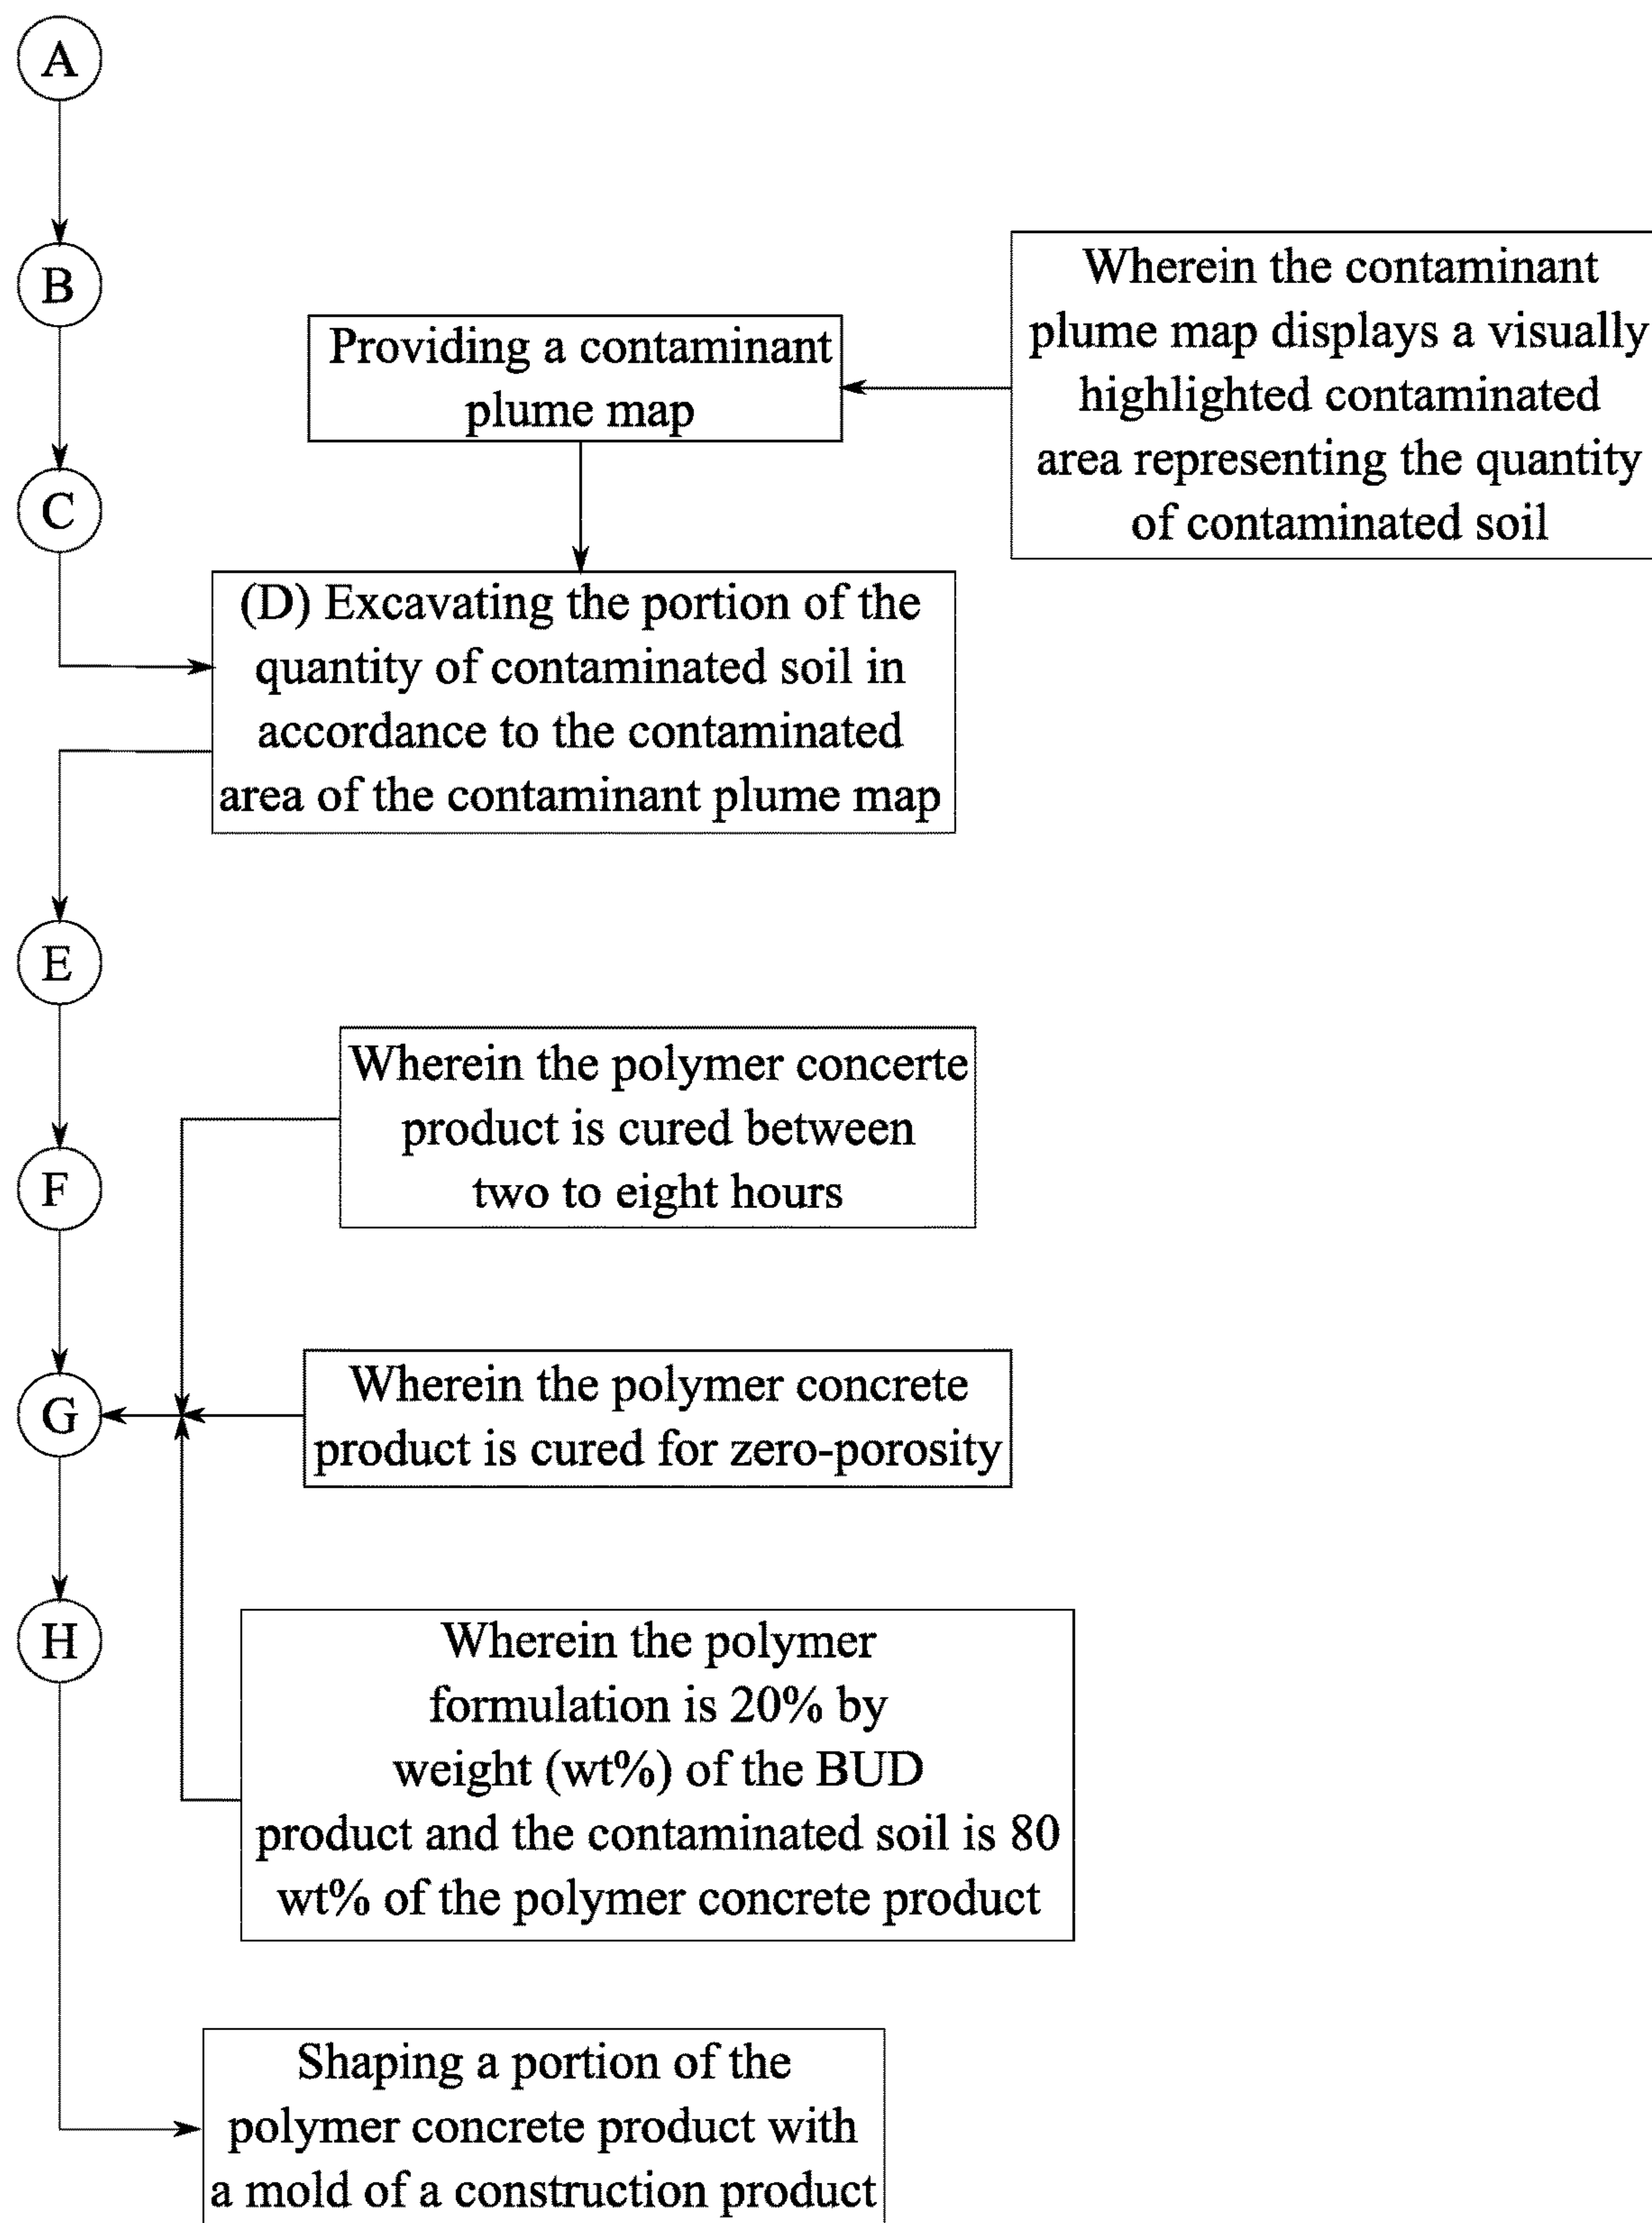 A
B
C
Providing a contaminant
plume map
Wherein the contaminant
plume map displays a visually
highlighted contaminated
area representing the quantity
of contaminated soil
(D) Excavating the portion of the
quantity of contaminated soil in
accordance to the contaminated
area of the contaminant plume map
E
F
Wherein the polymer concerte
product is cured between
two to eight hours
G
Wherein the polymer concrete
product is cured for zero-porosity
H
Wherein the polymer
formulation is 20% by
weight (wt%) of the BUD
product and the contaminated soil is 80
wt% of the polymer concrete product
Shaping a portion of the
polymer concrete product with
a mold of a construction product